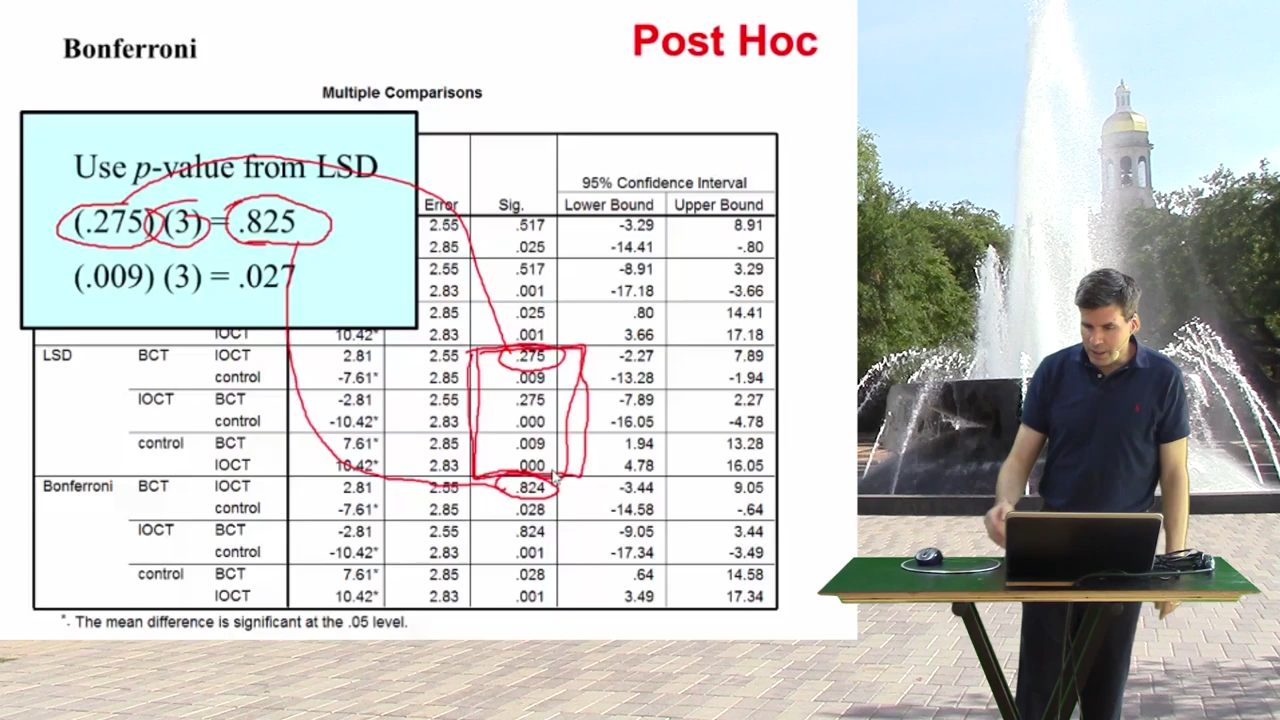 Bonferroni
Post Hoc
Multiple Comparisons
Use p-value from LSD
(.275) (3) = .825
(.009) (3) = .027
95% Confidence Interval
Error Sig. Lower Bound Upper Bound
2.55 .517 -3.29 8.91
2.85 .025 -14.41 -.80
2.55 .517 -8.91 3.29
2.83 .001 -17.18 -3.66
2.85 .025 .80 14.41
IOCT 10.42* 2.83 .001 3.66 17.18
LSD BCT IOCT 2.81 2.55 .275 -2.27 7.89
control -7.61* 2.85 .009 -13.28 -1.94
IOCT BCT -2.81 2.55 .275 -7.89 2.27
control -10.42* 2.83 .000 -16.05 -4.78
control BCT 7.61* 2.85 .009 1.94 13.28
IOCT 10.42* 2.83 .000 4.78 16.05
Bonferroni BCT IOCT 2.81 2.55 .824 -3.44 9.05
control -7.61* 2.85 .028 -14.58 -.64
IOCT BCT -2.81 2.55 .824 -9.05 3.44
control -10.42* 2.83 .001 -17.34 -3.49
control BCT 7.61* 2.85 .028 .64 14.58
IOCT 10.42* 2.83 .001 3.49 17.34
*. The mean difference is significant at the .05 level.